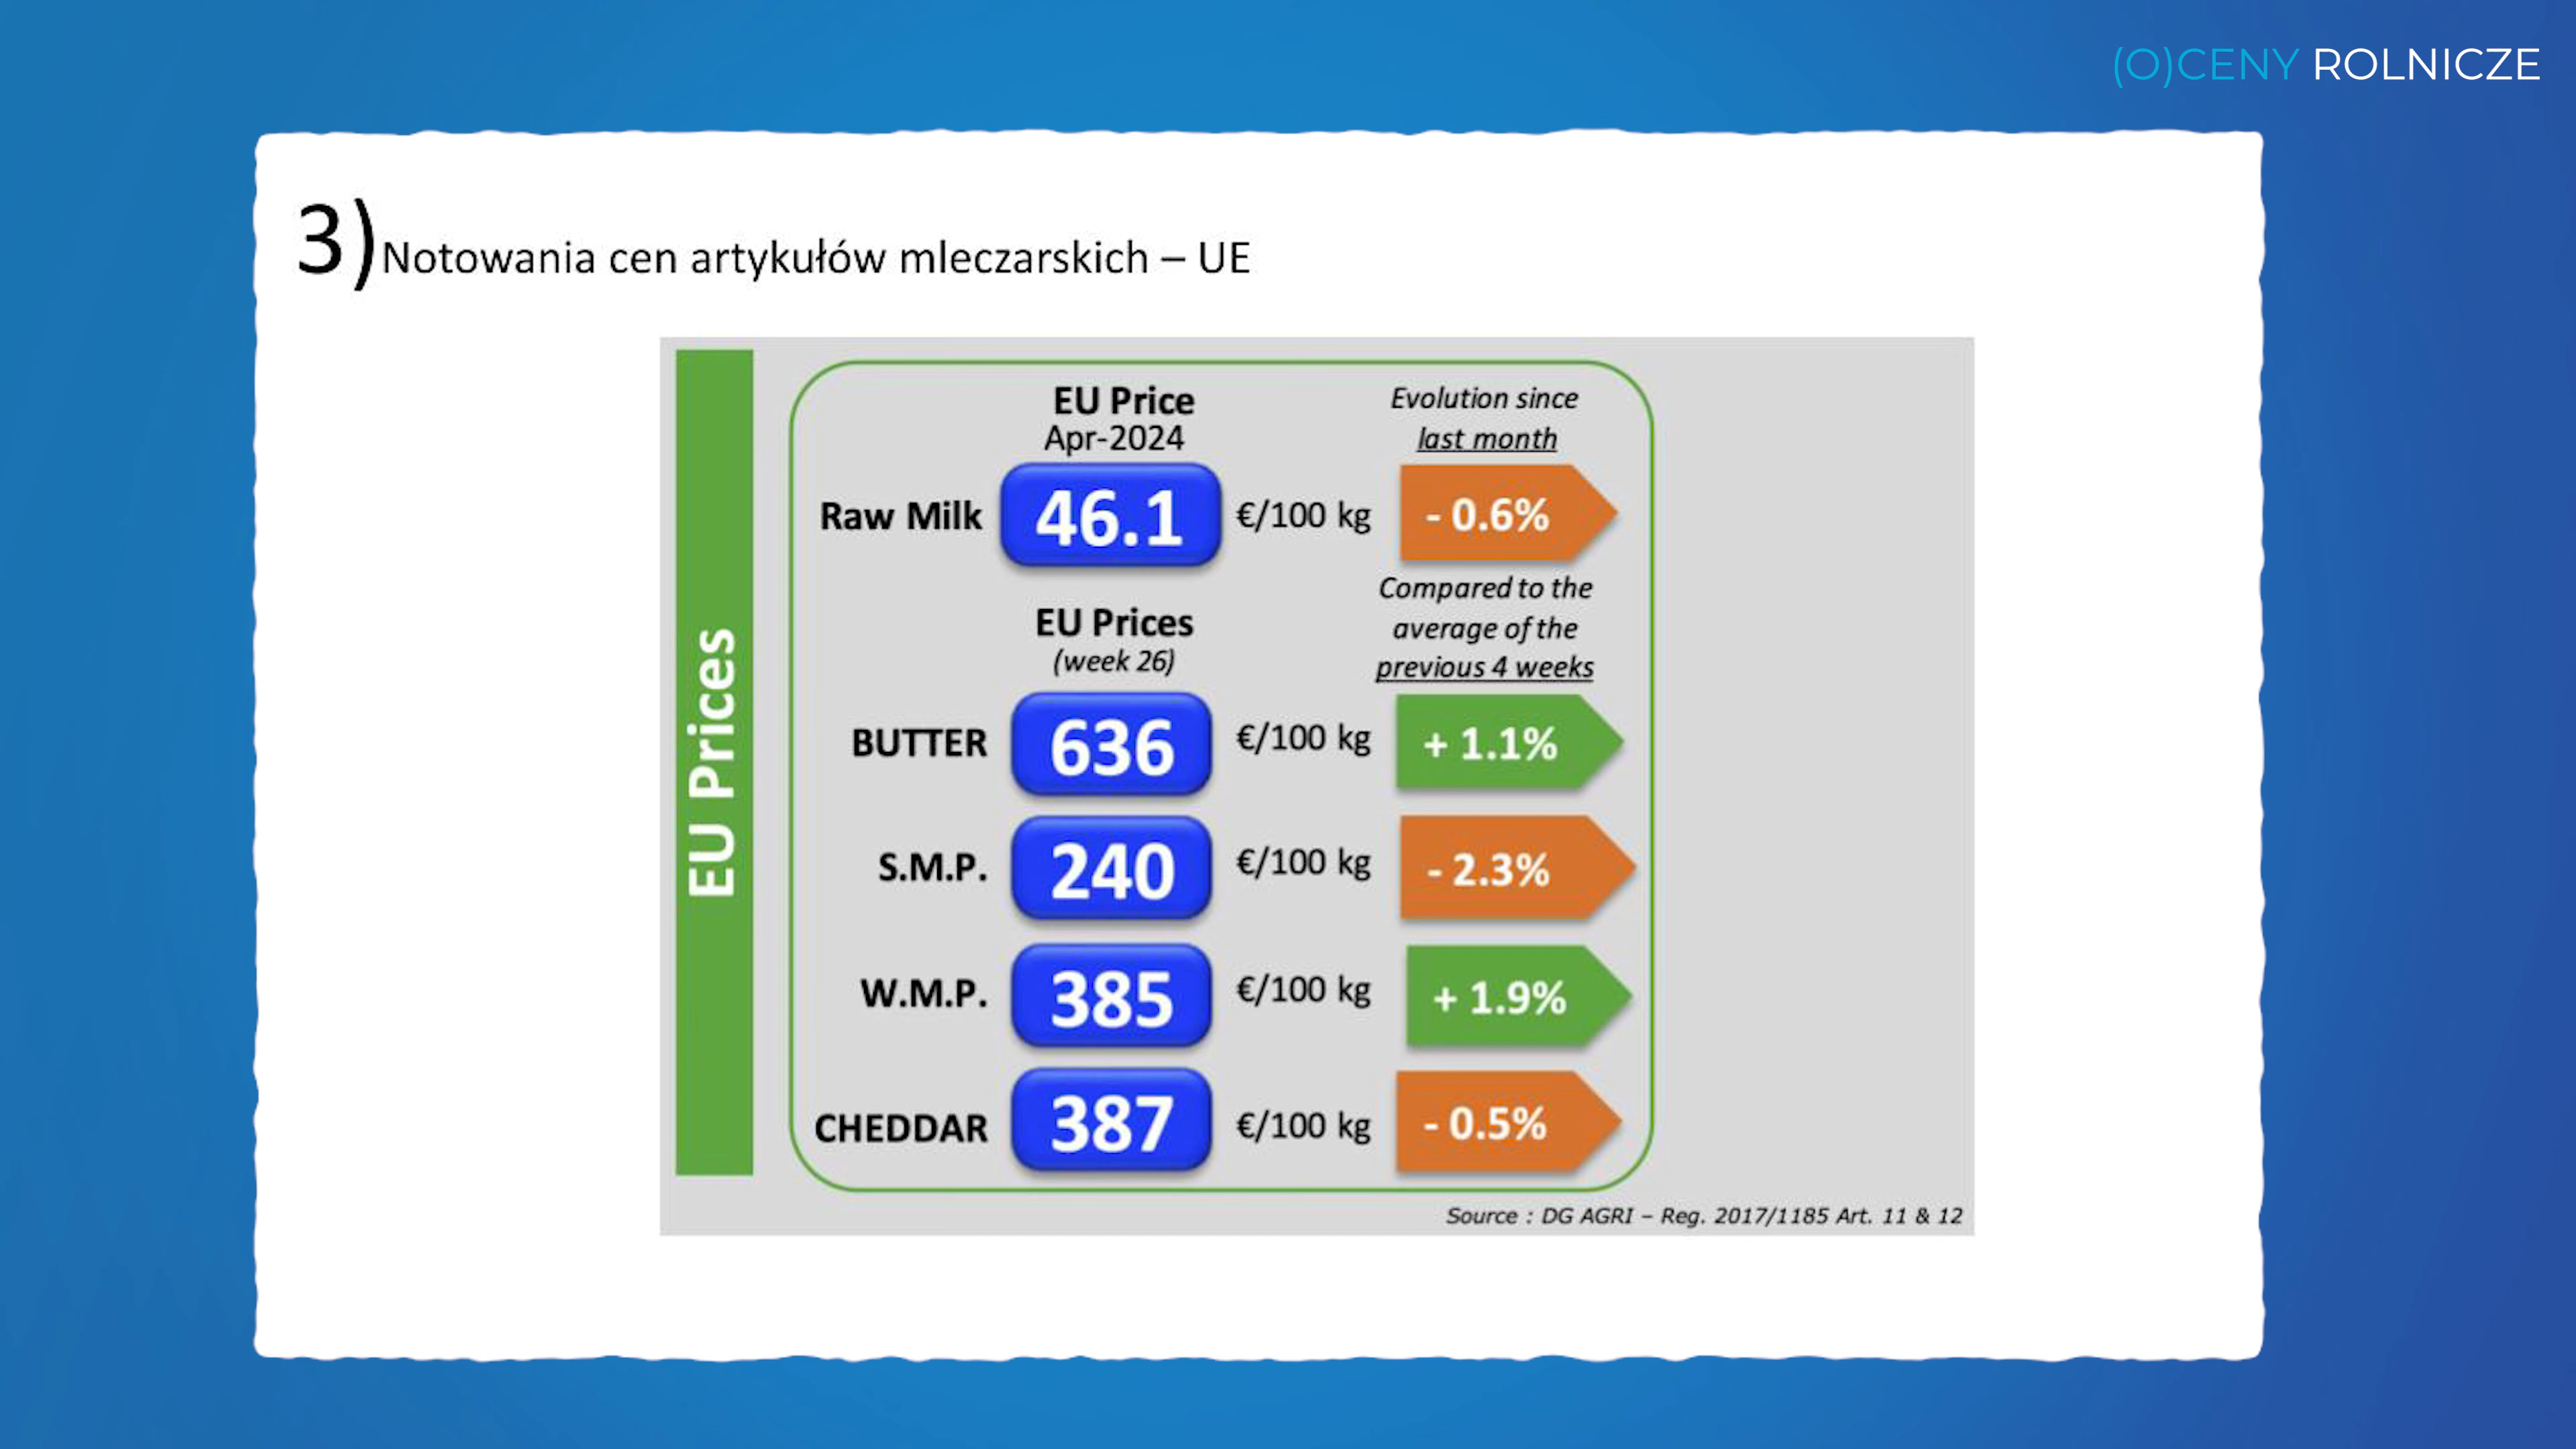 (O)CENY ROLNICZE
3) Notowania cen artykułów mleczarskich – UE
EU Prices
EU Price
Apr-2024
Evolution since
last month
Raw Milk 46.1 €/100 kg - 0.6%
EU Prices
(week 26)
Compared to the
average of the
previous 4 weeks
BUTTER 636 €/100 kg + 1.1%
S.M.P. 240 €/100 kg - 2.3%
W.M.P. 385 €/100 kg + 1.9%
CHEDDAR 387 €/100 kg - 0.5%
Source : DG AGRI – Reg. 2017/1185 Art. 11 & 12